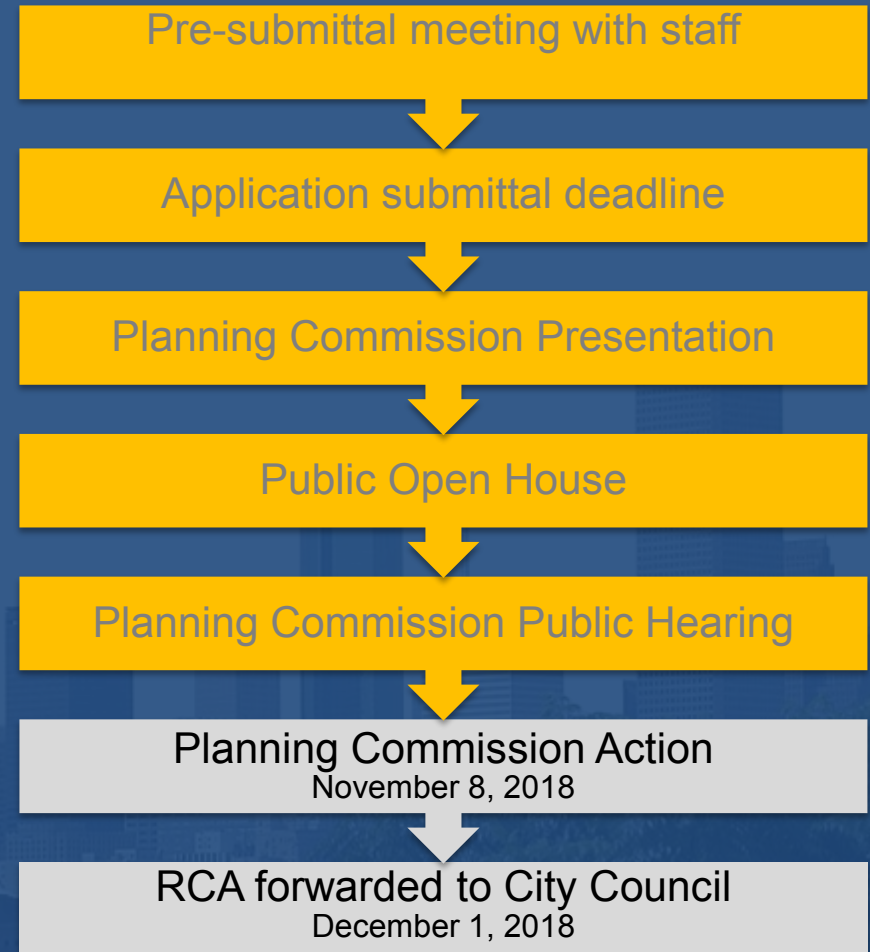 Pre-submittal meeting with staff
Application submittal deadline
Planning Commission Presentation
Public Open House
Planning Commission Public Hearing
Planning Commission Action
November 8, 2018
RCA forwarded to City Council
December 1, 2018